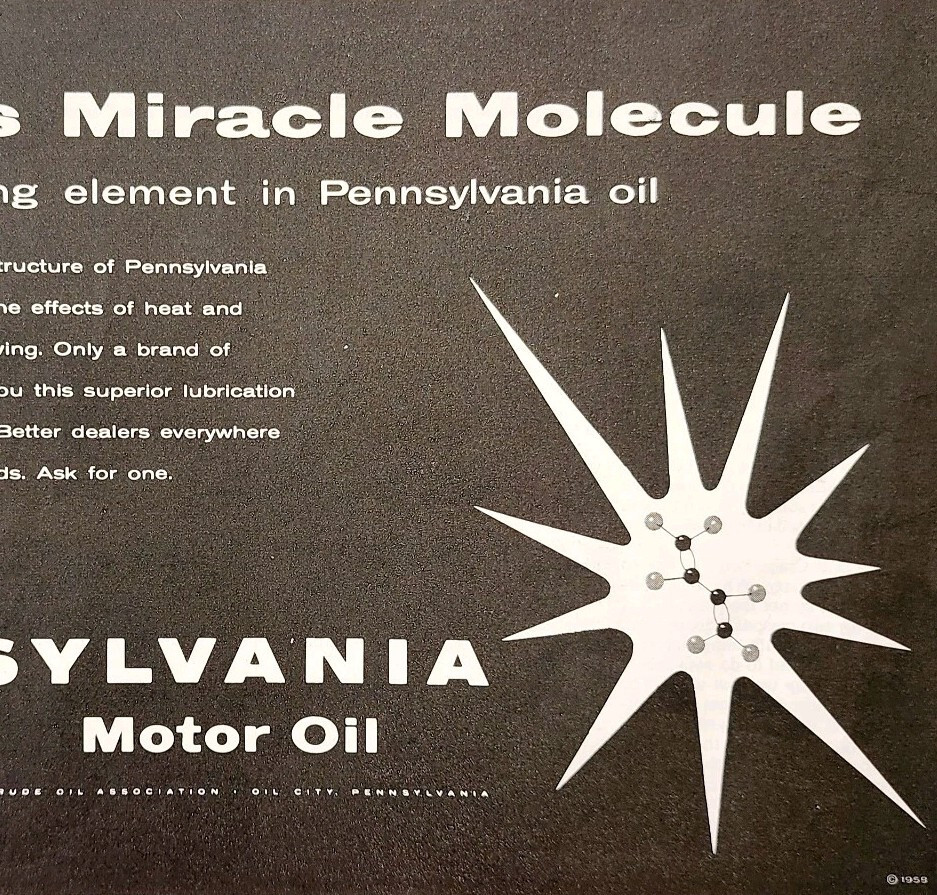 s Miracle Molecule
ng element in Pennsylvania oil
tructure of Pennsylvania
he effects of heat and
ving. Only a brand of
ou this superior lubrication
Better dealers everywhere
ds. Ask for one.
SYLVANIA
Motor Oil
RUDE OIL ASSOCIATION · OIL CITY, PENNSYLVANIA
© 1958